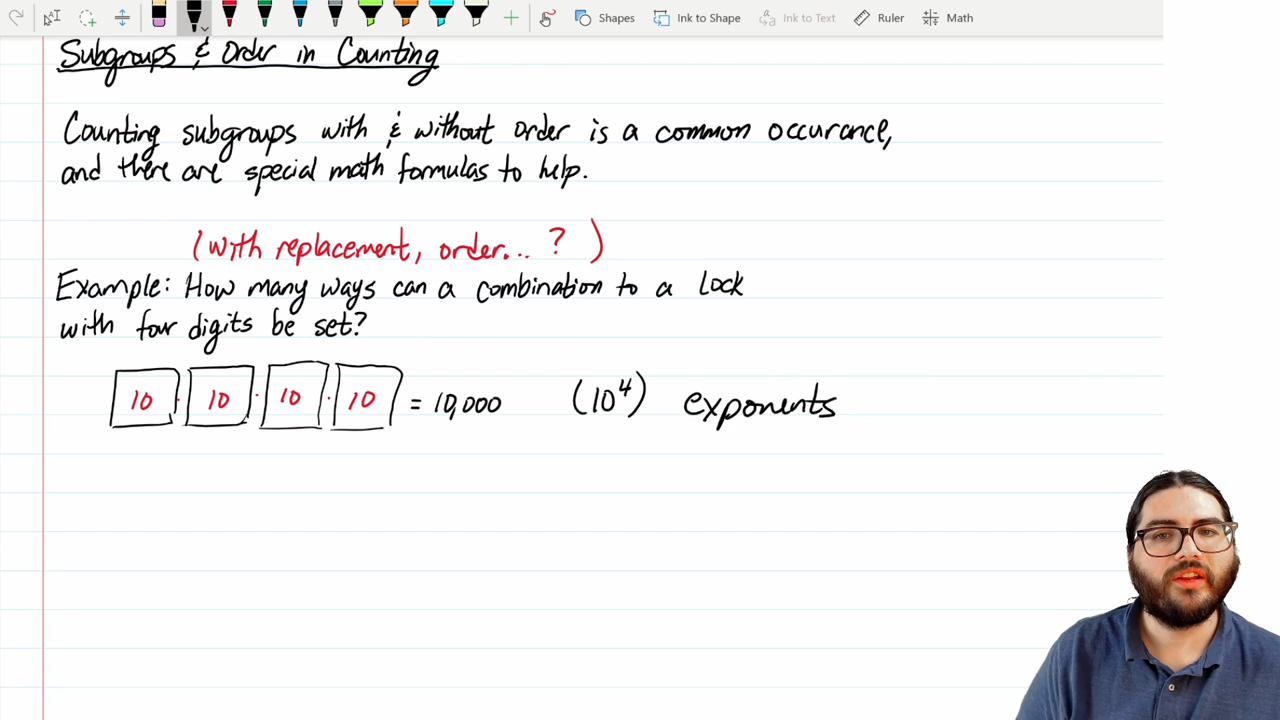 Shapes Ink to Shape Ink to Text Ruler Math
Subgroups & Order in Counting
Counting subgroups with & without order is a common occurance,
and there are special math formulas to help.
(with replacement, order... ?)
Example: How many ways can a combination to a lock
with four digits be set?
10 · 10 · 10 · 10 = 10,000 (10⁴) exponents